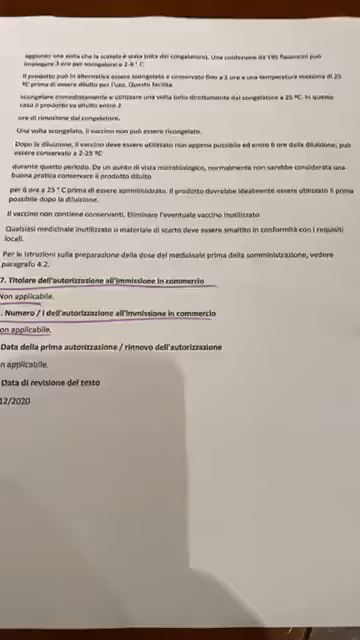 aggiunto una volta che la scatola è stata tolta dal congelatore). Una confezione da 195 flaconcini può
impiegare 3 ore per scongelarsi a 2-8 ° C.
Il prodotto può in alternativa essere scongelato e conservato fino a 2 ore a una temperatura massima di 25
ºC prima di essere diluito per l'uso. Questo facilita
scongelare comodamente e utilizzare una volta tolto direttamente dal congelatore a 25 ºC. In questo
caso il prodotto va diluito entro 2
ore di rimozione dal congelatore.
Una volta scongelato, il vaccino non può essere ricongelato.
Dopo la diluizione, il vaccino deve essere utilizzato non appena possibile ed entro 6 ore dalla diluizione; può
essere conservato a 2-25 ºC
durante questo periodo. Da un punto di vista microbiologico, normalmente non sarebbe considerata una
buona pratica conservare il prodotto diluito
per 6 ore a 25 ° C prima di essere somministrato. Il prodotto dovrebbe idealmente essere utilizzato il prima
possibile dopo la diluizione.
Il vaccino non contiene conservanti. Eliminare l'eventuale vaccino inutilizzato
Qualsiasi medicinale inutilizzato o materiale di scarto deve essere smaltito in conformità con i requisiti
locali.
Per le istruzioni sulla preparazione della dose del medicinale prima della somministrazione, vedere
paragrafo 4.2.
7. Titolare dell'autorizzazione all'immissione in commercio
Non applicabile.
. Numero / i dell'autorizzazione all'immissione in commercio
on applicabile.
Data della prima autorizzazione / rinnovo dell'autorizzazione
n applicabile.
Data di revisione del testo
12/2020